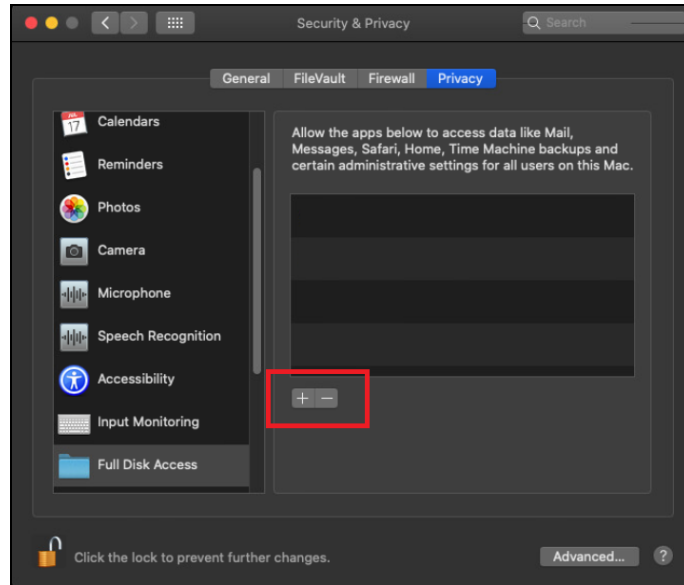 Security & Privacy
Search
General
FileVault
Firewall
Privacy
JUL
17
Calendars
Reminders
Photos
Camera
Microphone
Speech Recognition
Accessibility
Input Monitoring
Full Disk Access
Allow the apps below to access data like Mail,
Messages, Safari, Home, Time Machine backups and
certain administrative settings for all users on this Mac.
+ −
Click the lock to prevent further changes.
Advanced...
?